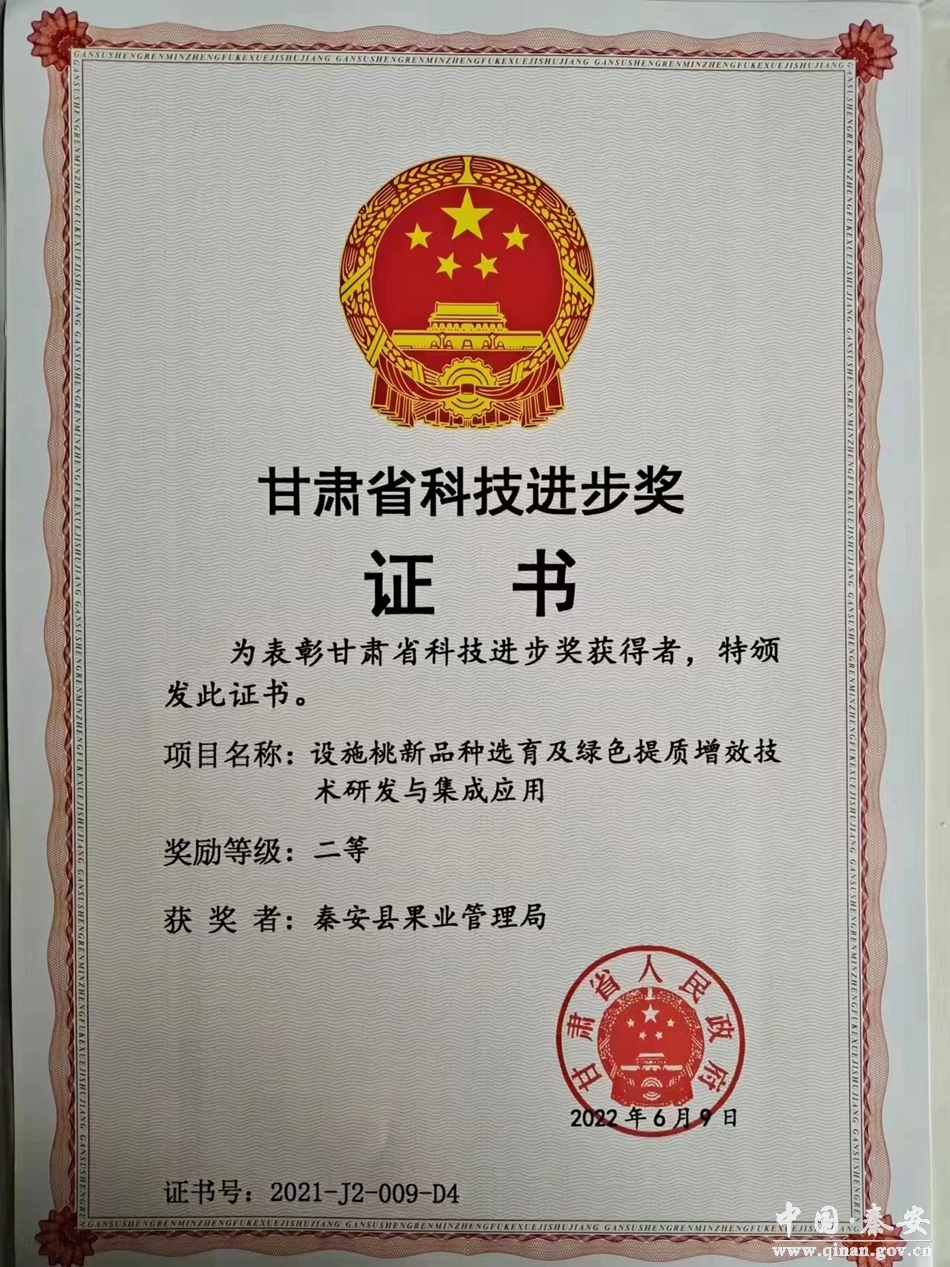 GANSUSHENGRENMINZHENGFUKEXUEJISHUJIANG GANSUSHENGRENMINZHENGFUKEXUEJISHUJIANG GANSUSHENGRENMINZHENGFUKEXUEJISHUJIANG
甘肃省科技进步奖
证 书
为表彰甘肃省科技进步奖获得者，特颁
发此证书。
项目名称：设施桃新品种选育及绿色提质增效技
术研发与集成应用
奖励等级：二等
获 奖 者：秦安县果业管理局
甘肃省人民政府
2022年6月9日
证书号：2021-J2-009-D4
中国·秦安
www.qinan.gov.cn